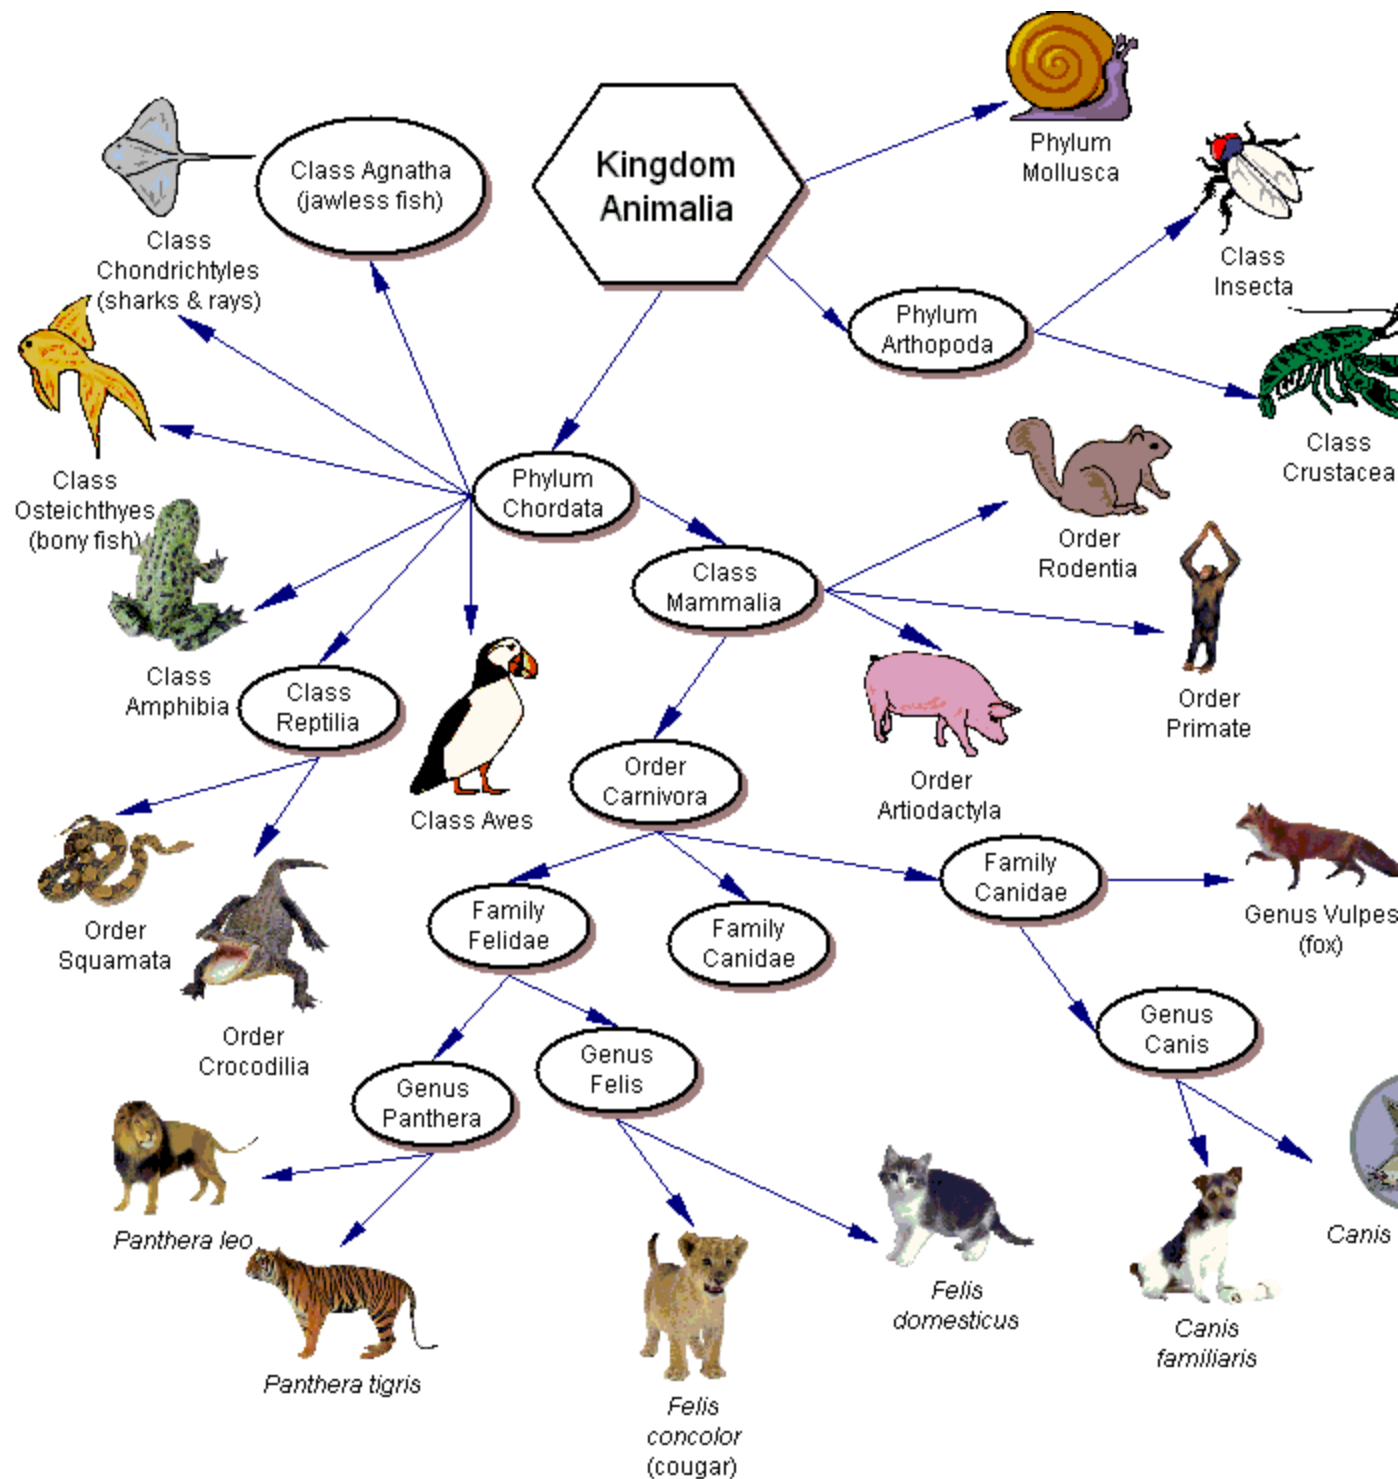 Kingdom
Animalia
Phylum
Mollusca
Class Agnatha
(jawless fish)
Class
Chondrichtyles
(sharks & rays)
Class
Insecta
Phylum
Arthopoda
Class
Crustacea
Class
Osteichthyes
(bony fish)
Phylum
Chordata
Class
Mammalia
Order
Rodentia
Order
Primate
Class
Amphibia
Class
Reptilia
Class Aves
Order
Carnivora
Order
Artiodactyla
Order
Squamata
Order
Crocodilia
Family
Felidae
Family
Canidae
Family
Canidae
Genus Vulpes
(fox)
Genus
Panthera
Genus
Felis
Genus
Canis
Panthera leo
Panthera tigris
Felis
concolor
(cougar)
Felis
domesticus
Canis
familiaris
Canis